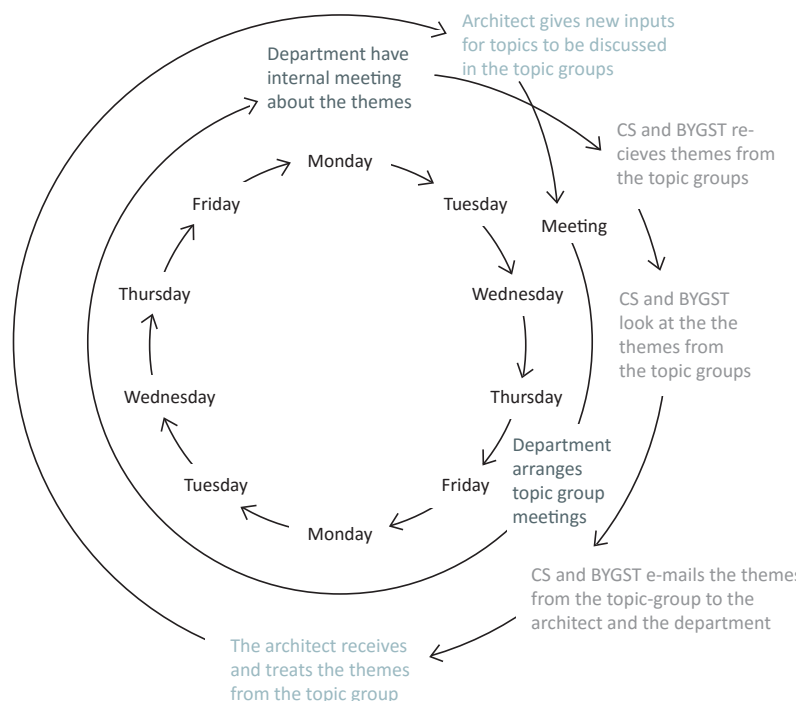 Architect gives new inputs
for topics to be discussed
in the topic groups
Department have
internal meeting
about the themes
CS and BYGST re-
cieves themes from
the topic groups
Monday
Friday
Tuesday
Meeting
Thursday
Wednesday
CS and BYGST
look at the the
themes from
the topic groups
Wednesday
Thursday
Department
arranges
topic group
meetings
Tuesday
Friday
Monday
CS and BYGST e-mails the themes
from the topic-group to the
architect and the department
The architect receives
and treats the themes
from the topic group